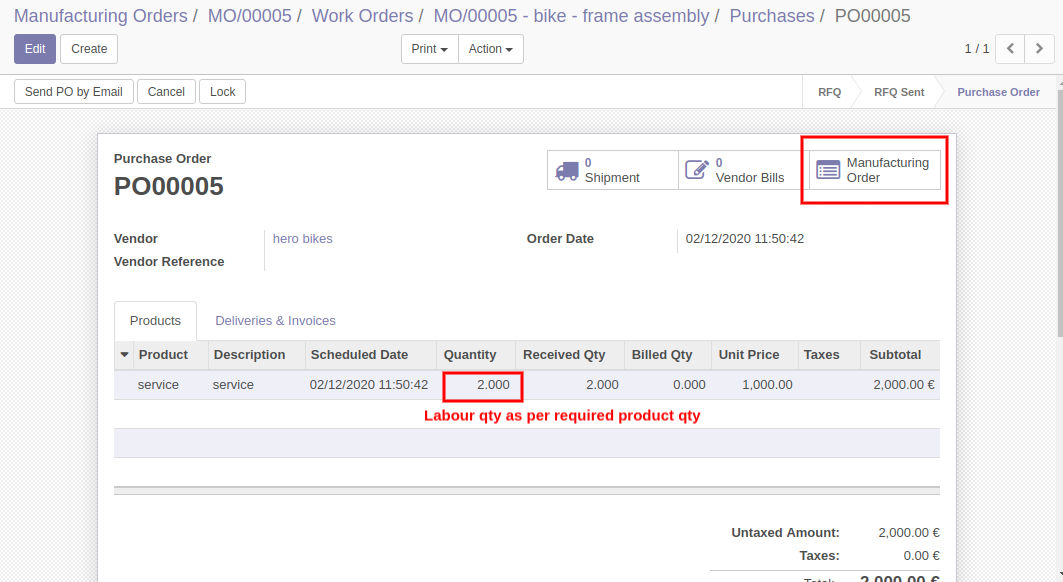 Manufacturing Orders / MO/00005 / Work Orders / MO/00005 - bike - frame assembly / Purchases / PO00005
Edit Create Print Action 1 / 1
Send PO by Email Cancel Lock RFQ RFQ Sent Purchase Order
Purchase Order
PO00005
0 Shipment
0 Vendor Bills
Manufacturing Order
Vendor hero bikes Order Date 02/12/2020 11:50:42
Vendor Reference
Products Deliveries & Invoices
Product Description Scheduled Date Quantity Received Qty Billed Qty Unit Price Taxes Subtotal
service service 02/12/2020 11:50:42 2.000 2.000 0.000 1,000.00 2,000.00 €
Labour qty as per required product qty
Untaxed Amount: 2,000.00 €
Taxes: 0.00 €
Total: 2,000.00 €